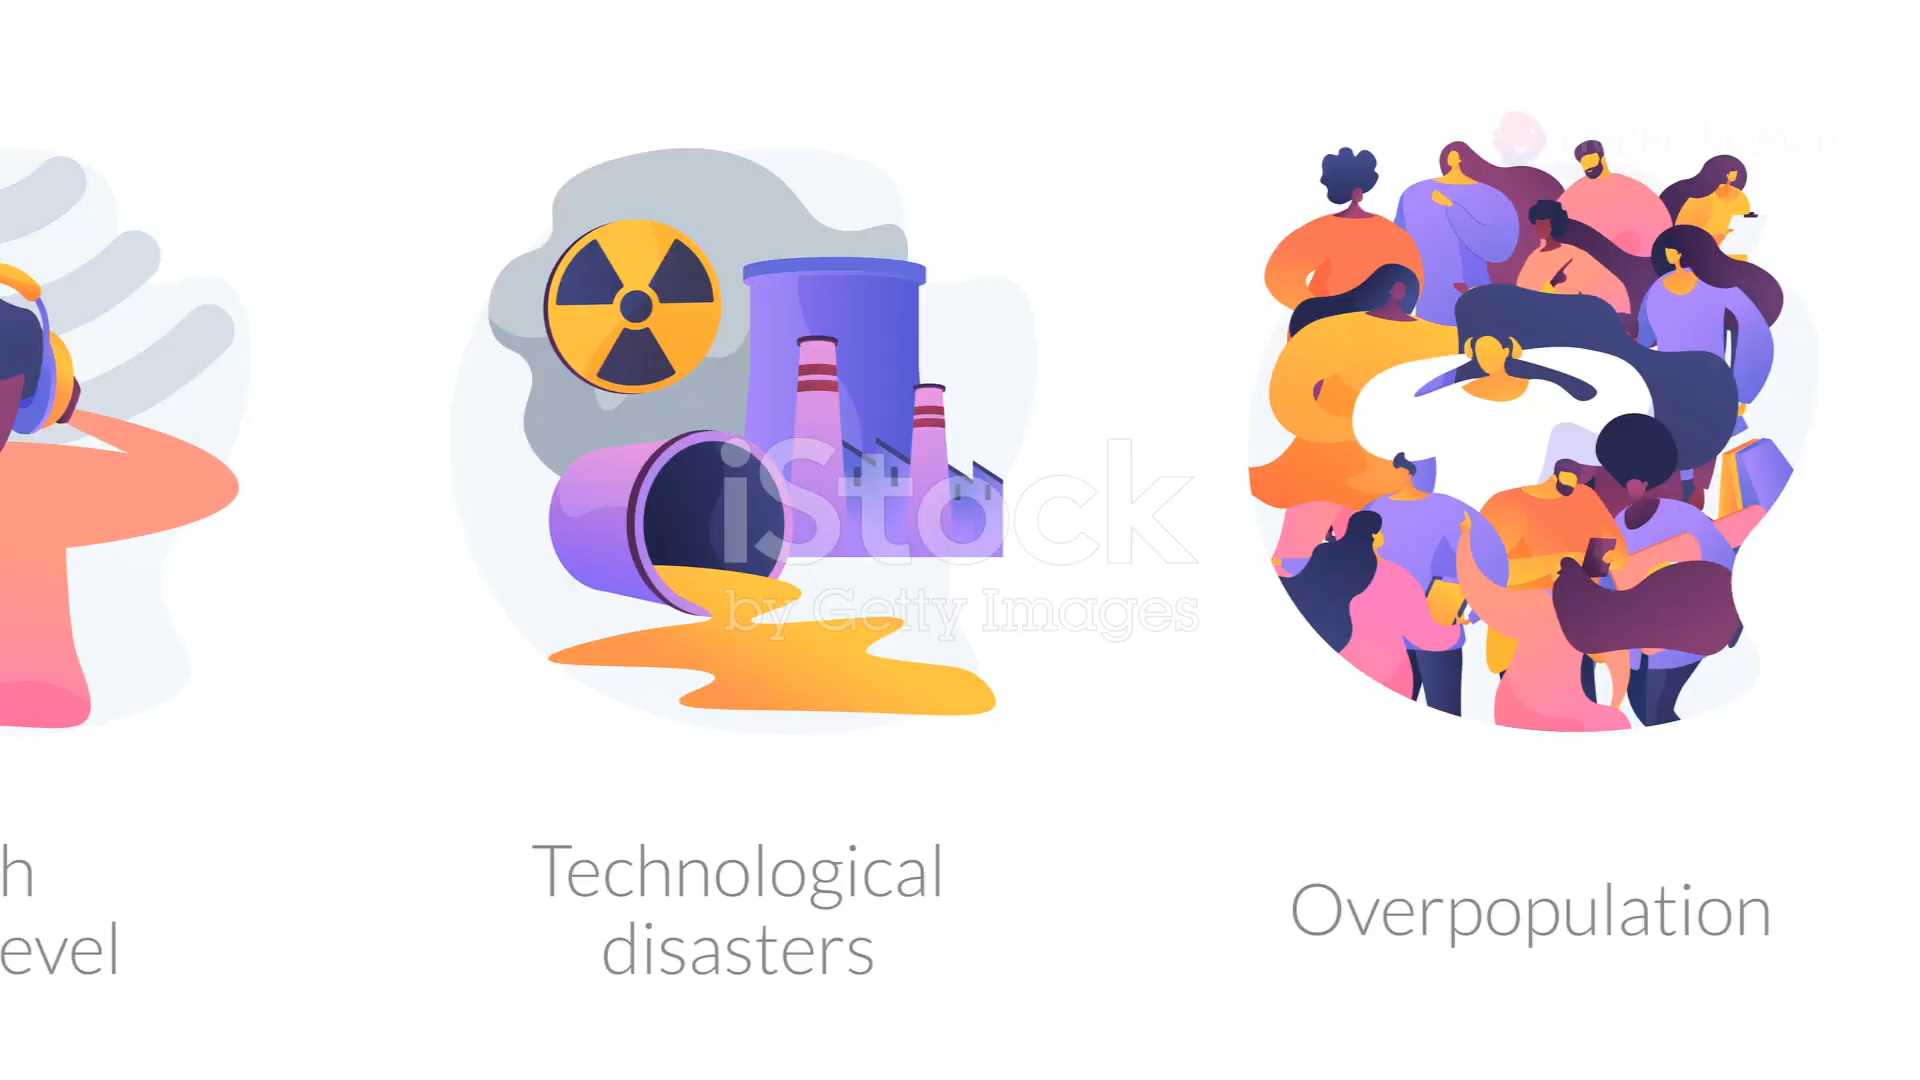 iStock
by Getty Images
h
evel
Technological
disasters
Overpopulation